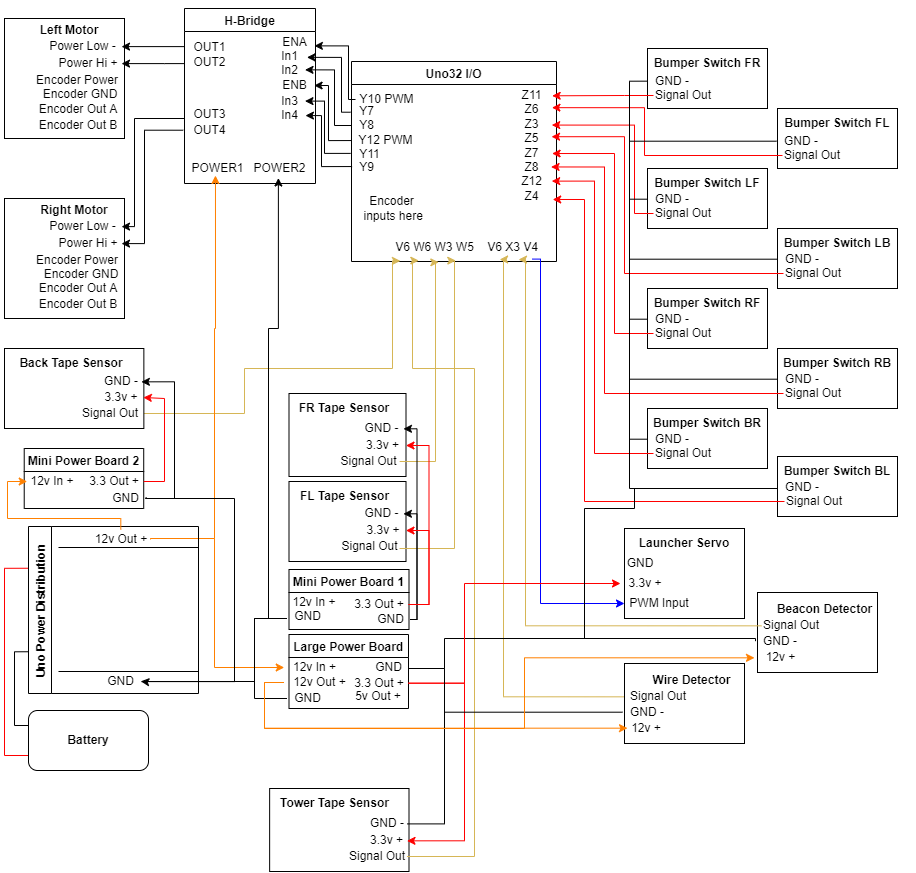 Left Motor
Power Low -
Power Hi +
Encoder Power
Encoder GND
Encoder Out A
Encoder Out B
H-Bridge
OUT1
OUT2
OUT3
OUT4
ENA
In1
In2
ENB
In3
In4
POWER1 POWER2
Uno32 I/O
Y10 PWM
Y7
Y8
Y12 PWM
Y11
Y9
Z11
Z6
Z3
Z5
Z7
Z8
Z12
Z4
Encoder
inputs here
V6 W6 W3 W5 V6 X3 V4
Bumper Switch FR
GND -
Signal Out
Bumper Switch FL
GND -
Signal Out
Bumper Switch LF
GND -
Signal Out
Bumper Switch LB
GND -
Signal Out
Bumper Switch RF
GND -
Signal Out
Bumper Switch RB
GND -
Signal Out
Bumper Switch BR
GND -
Signal Out
Bumper Switch BL
GND -
Signal Out
Right Motor
Power Low -
Power Hi +
Encoder Power
Encoder GND
Encoder Out A
Encoder Out B
Back Tape Sensor
GND -
3.3v +
Signal Out
Mini Power Board 2
12v In + 3.3 Out +
GND
FR Tape Sensor
GND -
3.3v +
Signal Out
FL Tape Sensor
GND -
3.3v +
Signal Out
Mini Power Board 1
12v In + 3.3 Out +
GND GND
Large Power Board
12v In + GND
12v Out + 3.3 Out +
GND 5v Out +
Uno Power Distribution
12v Out +
GND
Battery
Launcher Servo
GND
3.3v +
PWM Input
Beacon Detector
Signal Out
GND -
12v +
Wire Detector
Signal Out
GND -
12v +
Tower Tape Sensor
GND -
3.3v +
Signal Out